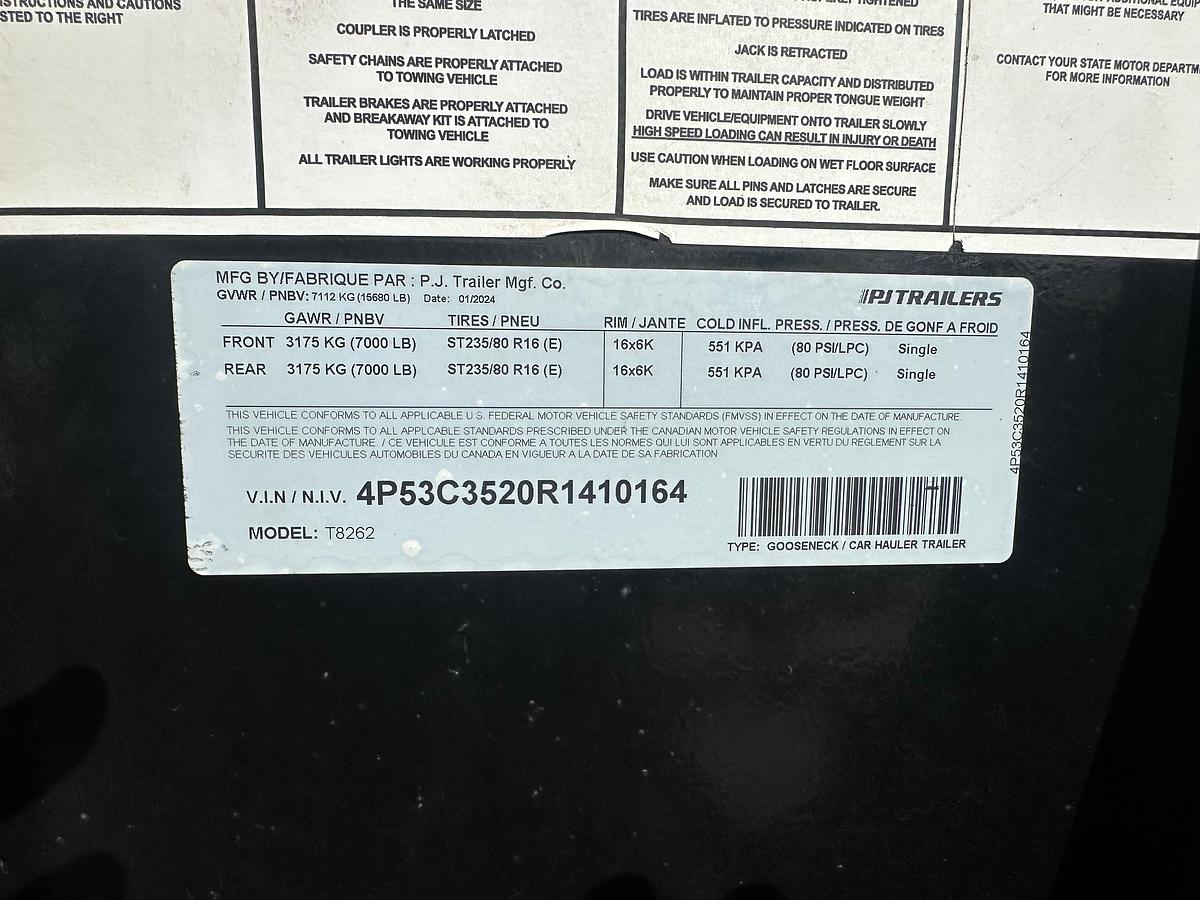 STRUCTIONS AND CAUTIONS
STED TO THE RIGHT
THE SAME SIZE
COUPLER IS PROPERLY LATCHED
SAFETY CHAINS ARE PROPERLY ATTACHED
TO TOWING VEHICLE
TRAILER BRAKES ARE PROPERLY ATTACHED
AND BREAKAWAY KIT IS ATTACHED TO
TOWING VEHICLE
ALL TRAILER LIGHTS ARE WORKING PROPERLY
TIGHTENED
TIRES ARE INFLATED TO PRESSURE INDICATED ON TIRES
JACK IS RETRACTED
LOAD IS WITHIN TRAILER CAPACITY AND DISTRIBUTED
PROPERLY TO MAINTAIN PROPER TONGUE WEIGHT
DRIVE VEHICLE/EQUIPMENT ONTO TRAILER SLOWLY
HIGH SPEED LOADING CAN RESULT IN INJURY OR DEATH
USE CAUTION WHEN LOADING ON WET FLOOR SURFACE
MAKE SURE ALL PINS AND LATCHES ARE SECURE
AND LOAD IS SECURED TO TRAILER.
THAT MIGHT BE NECESSARY
CONTACT YOUR STATE MOTOR DEPARTM
FOR MORE INFORMATION
MFG BY/FABRIQUE PAR : P.J. Trailer Mfg. Co.
GVWR / PNBV: 7112 KG (15680 LB) Date: 01/2024
PJ TRAILERS
GAWR / PNBV TIRES / PNEU RIM / JANTE COLD INFL. PRESS. / PRESS. DE GONF A FROID
FRONT 3175 KG (7000 LB) ST235/80 R16 (E) 16x6K 551 KPA (80 PSI/LPC) Single
REAR 3175 KG (7000 LB) ST235/80 R16 (E) 16x6K 551 KPA (80 PSI/LPC) Single
THIS VEHICLE CONFORMS TO ALL APPLICABLE U.S. FEDERAL MOTOR VEHICLE SAFETY STANDARDS (FMVSS) IN EFFECT ON THE DATE OF MANUFACTURE.
THIS VEHICLE CONFORMS TO ALL APPLCABLE STANDARDS PRESCRIBED UNDER THE CANADIAN MOTOR VEHICLE SAFETY REGULATIONS IN EFFECT ON
THE DATE OF MANUFACTURE. / CE VEHICULE EST CONFORME A TOUTES LES NORMES QUI LUI SONT APPLICABLES EN VERTU DU REGLEMENT SUR LA
SECURITE DES VEHICULES AUTOMOBILES DU CANADA EN VIGUEUR A LA DATE DE SA FABRICATION
V.I.N / N.I.V. 4P53C3520R1410164
MODEL: T8262
TYPE: GOOSENECK / CAR HAULER TRAILER
4P53C3520R1410164